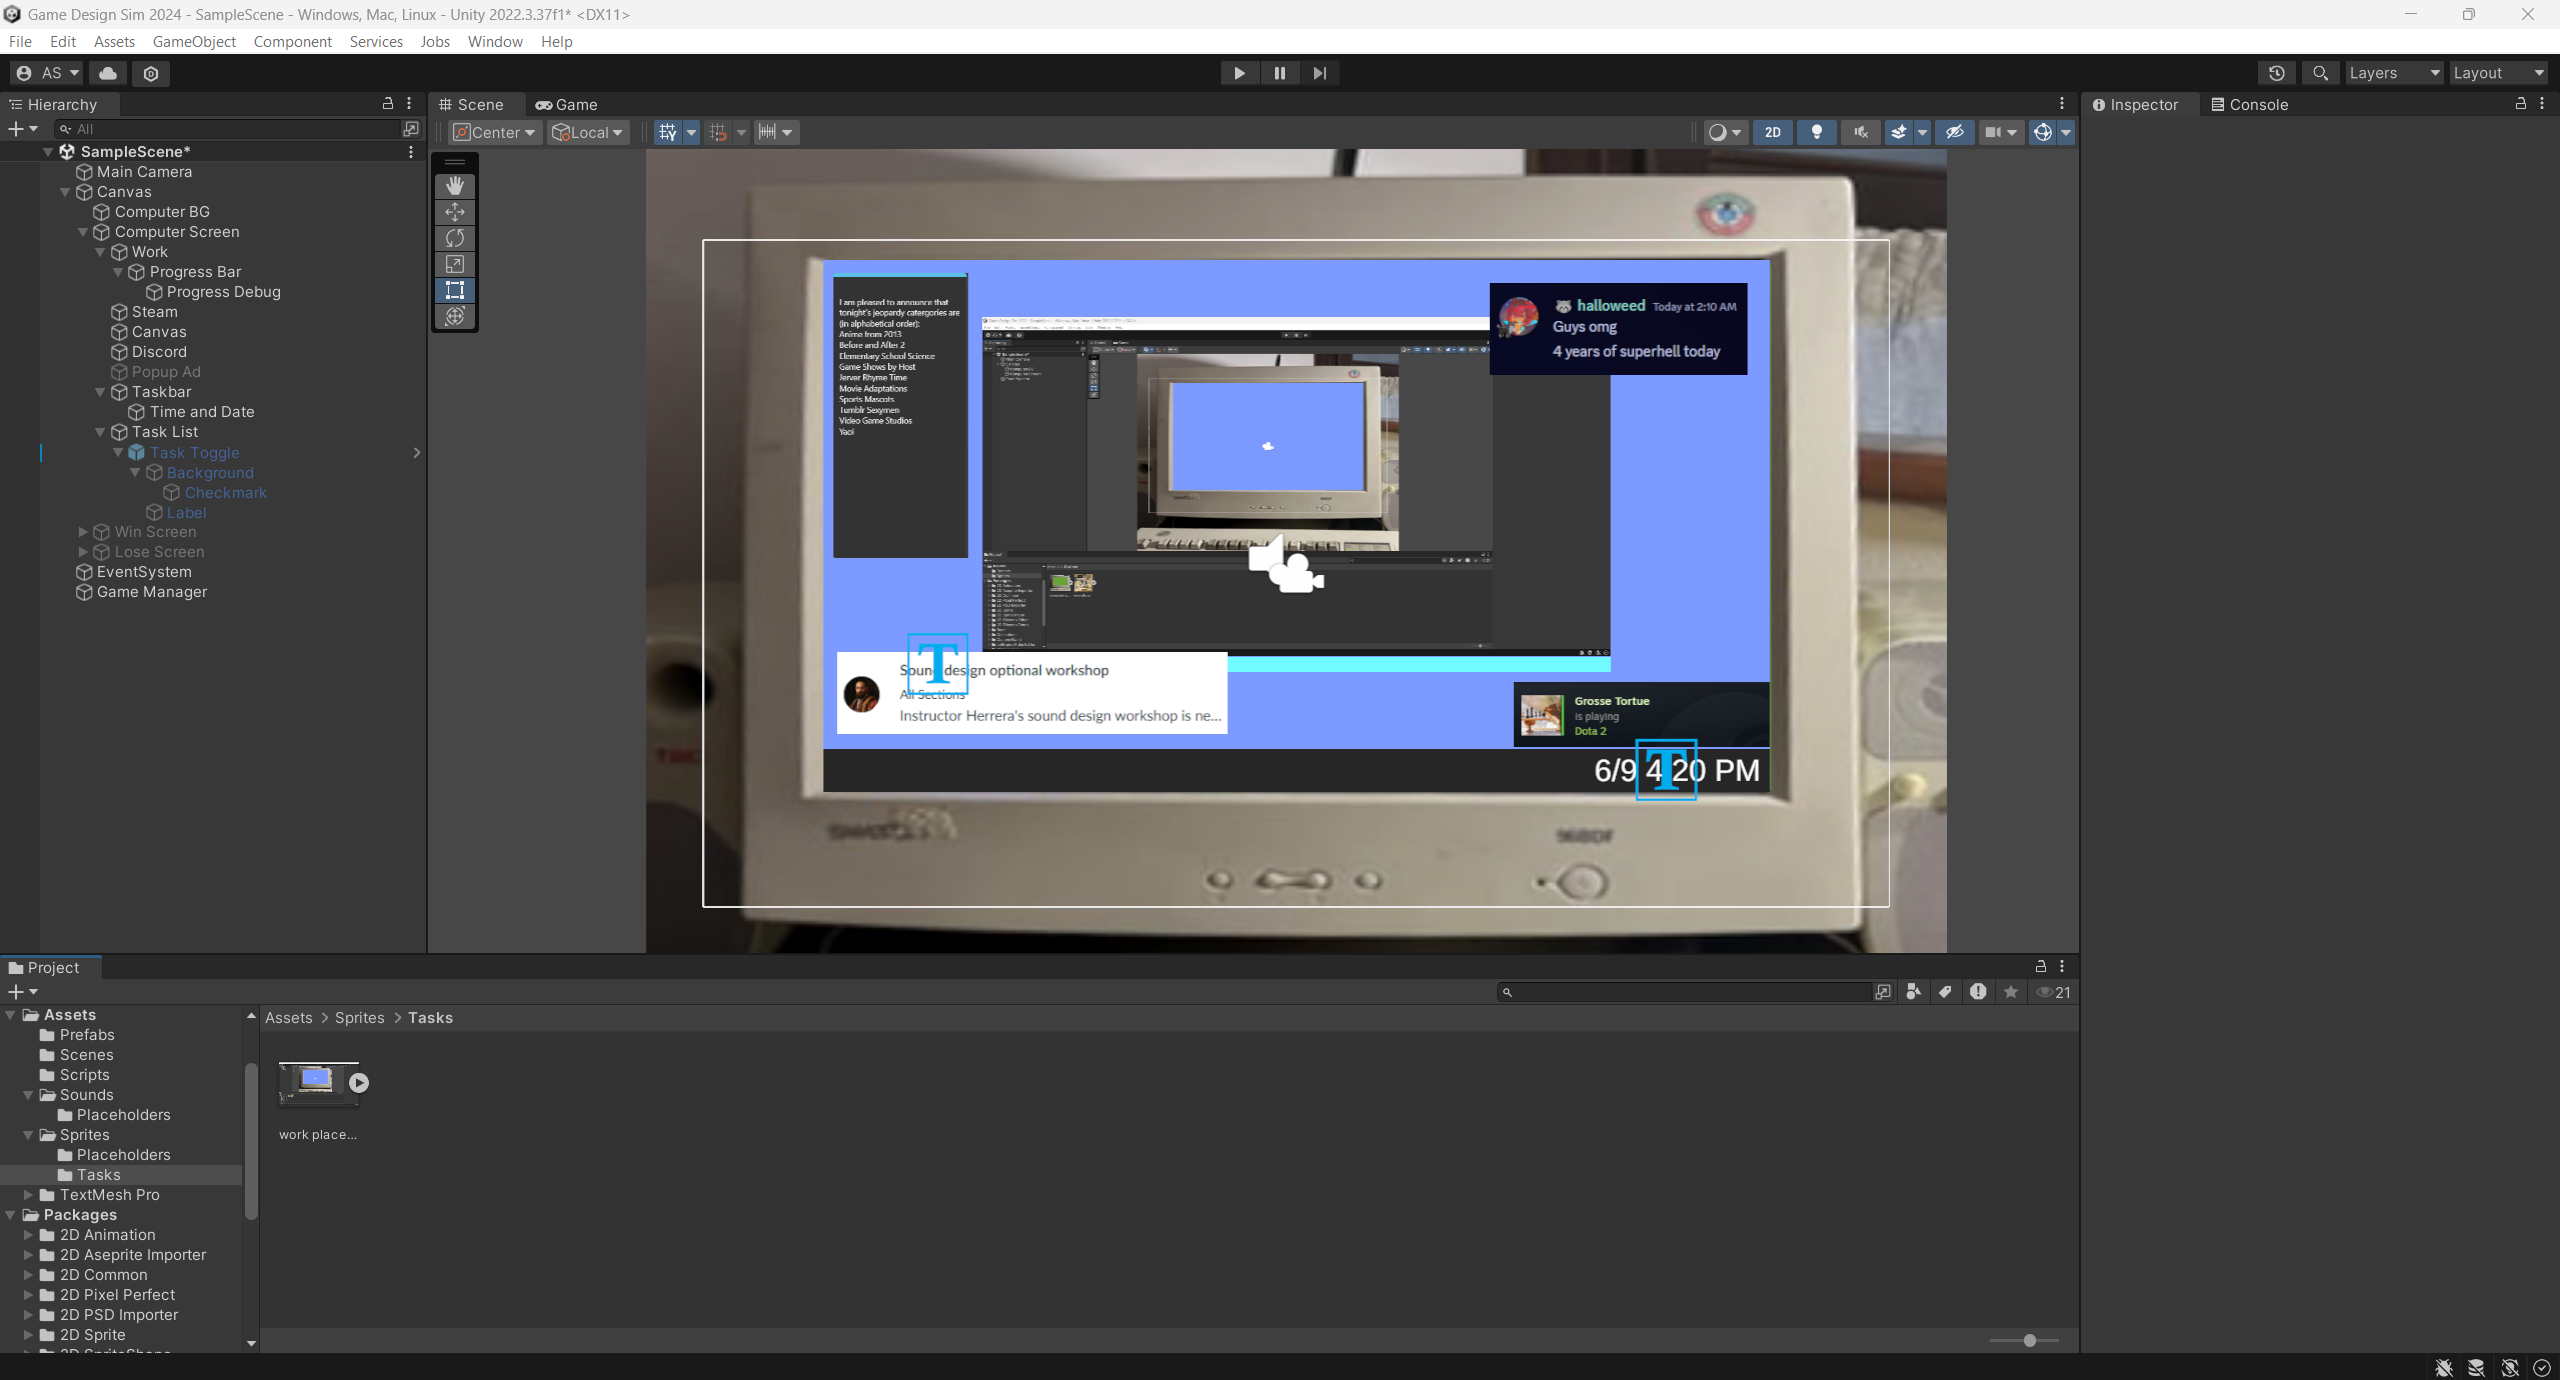 Game Design Sim 2024 - SampleScene - Windows, Mac, Linux - Unity 2022.3.37f1* <DX11>
File Edit Assets GameObject Component Services Jobs Window Help
AS
Layers
Layout
Hierarchy
All
SampleScene*
Main Camera
Canvas
Computer BG
Computer Screen
Work
Progress Bar
Progress Debug
Steam
Canvas
Discord
Popup Ad
Taskbar
Time and Date
Task List
Task Toggle
Background
Checkmark
Label
Win Screen
Lose Screen
EventSystem
Game Manager
Scene Game
Center Local
2D
I am pleased to announce that
tonight's jeopardy catergories are
(in alphabetical order):
Anime from 2013
Before and After 2
Elementary School Science
Game Shows by Host
Jerver Rhyme Time
Movie Adaptations
Sports Mascots
Tumblr Sexymen
Video Game Studios
Yaoi
halloweed Today at 2:10 AM
Guys omg
4 years of superhell today
Sound design optional workshop
All Sections
Instructor Herrera's sound design workshop is ne...
Grosse Tortue
is playing
Dota 2
6/9 4:20 PM
Inspector Console
Project
21
Assets
Prefabs
Scenes
Scripts
Sounds
Placeholders
Sprites
Placeholders
Tasks
TextMesh Pro
Packages
2D Animation
2D Aseprite Importer
2D Common
2D Pixel Perfect
2D PSD Importer
2D Sprite
2D SpriteShape
Assets > Sprites > Tasks
work place...